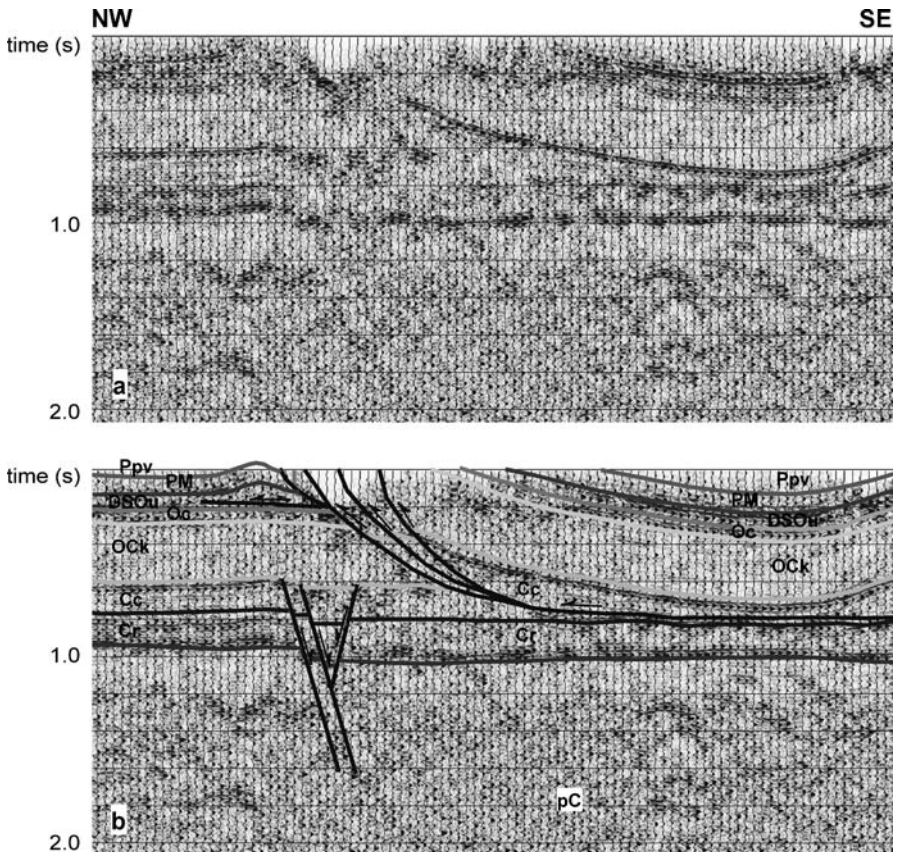 NW SE
time (s)
1.0
a
2.0
time (s)
Ppv Ppv
PM PM
DSOu DSOu
Oc Oc
OCk OCk
Cc Cc
Cr Cr
1.0
pC
b
2.0